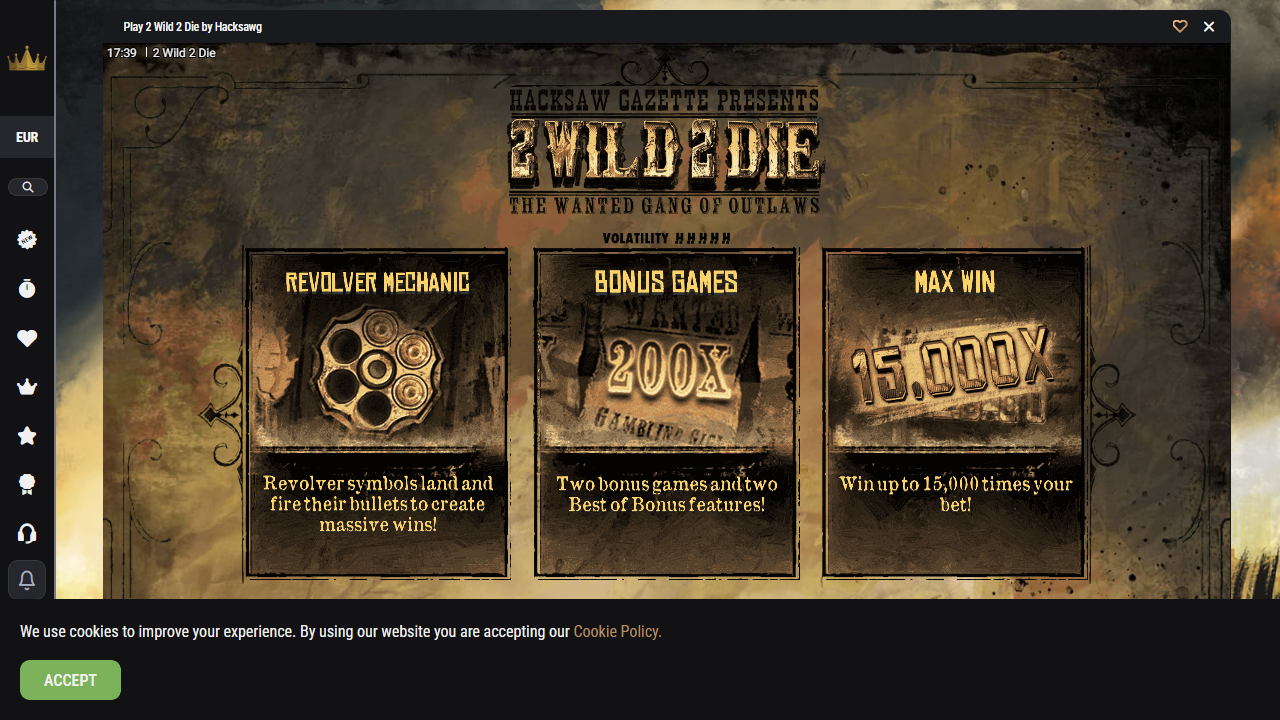 Play 2 Wild 2 Die by Hacksawg
17:39 | 2 Wild 2 Die
EUR
NEW
HACKSAW GAZETTE PRESENTS
2 WILD 2 DIE
THE WANTED GANG OF OUTLAWS
VOLATILITY
REVOLVER MECHANIC
BONUS GAMES
MAX WIN
WANTED
200X
GAMBLING
15.000X
Revolver symbols land and
fire their bullets to create
massive wins!
Two bonus games and two
Best of Bonus features!
Win up to 15,000 times your
bet!
We use cookies to improve your experience. By using our website you are accepting our Cookie Policy.
ACCEPT